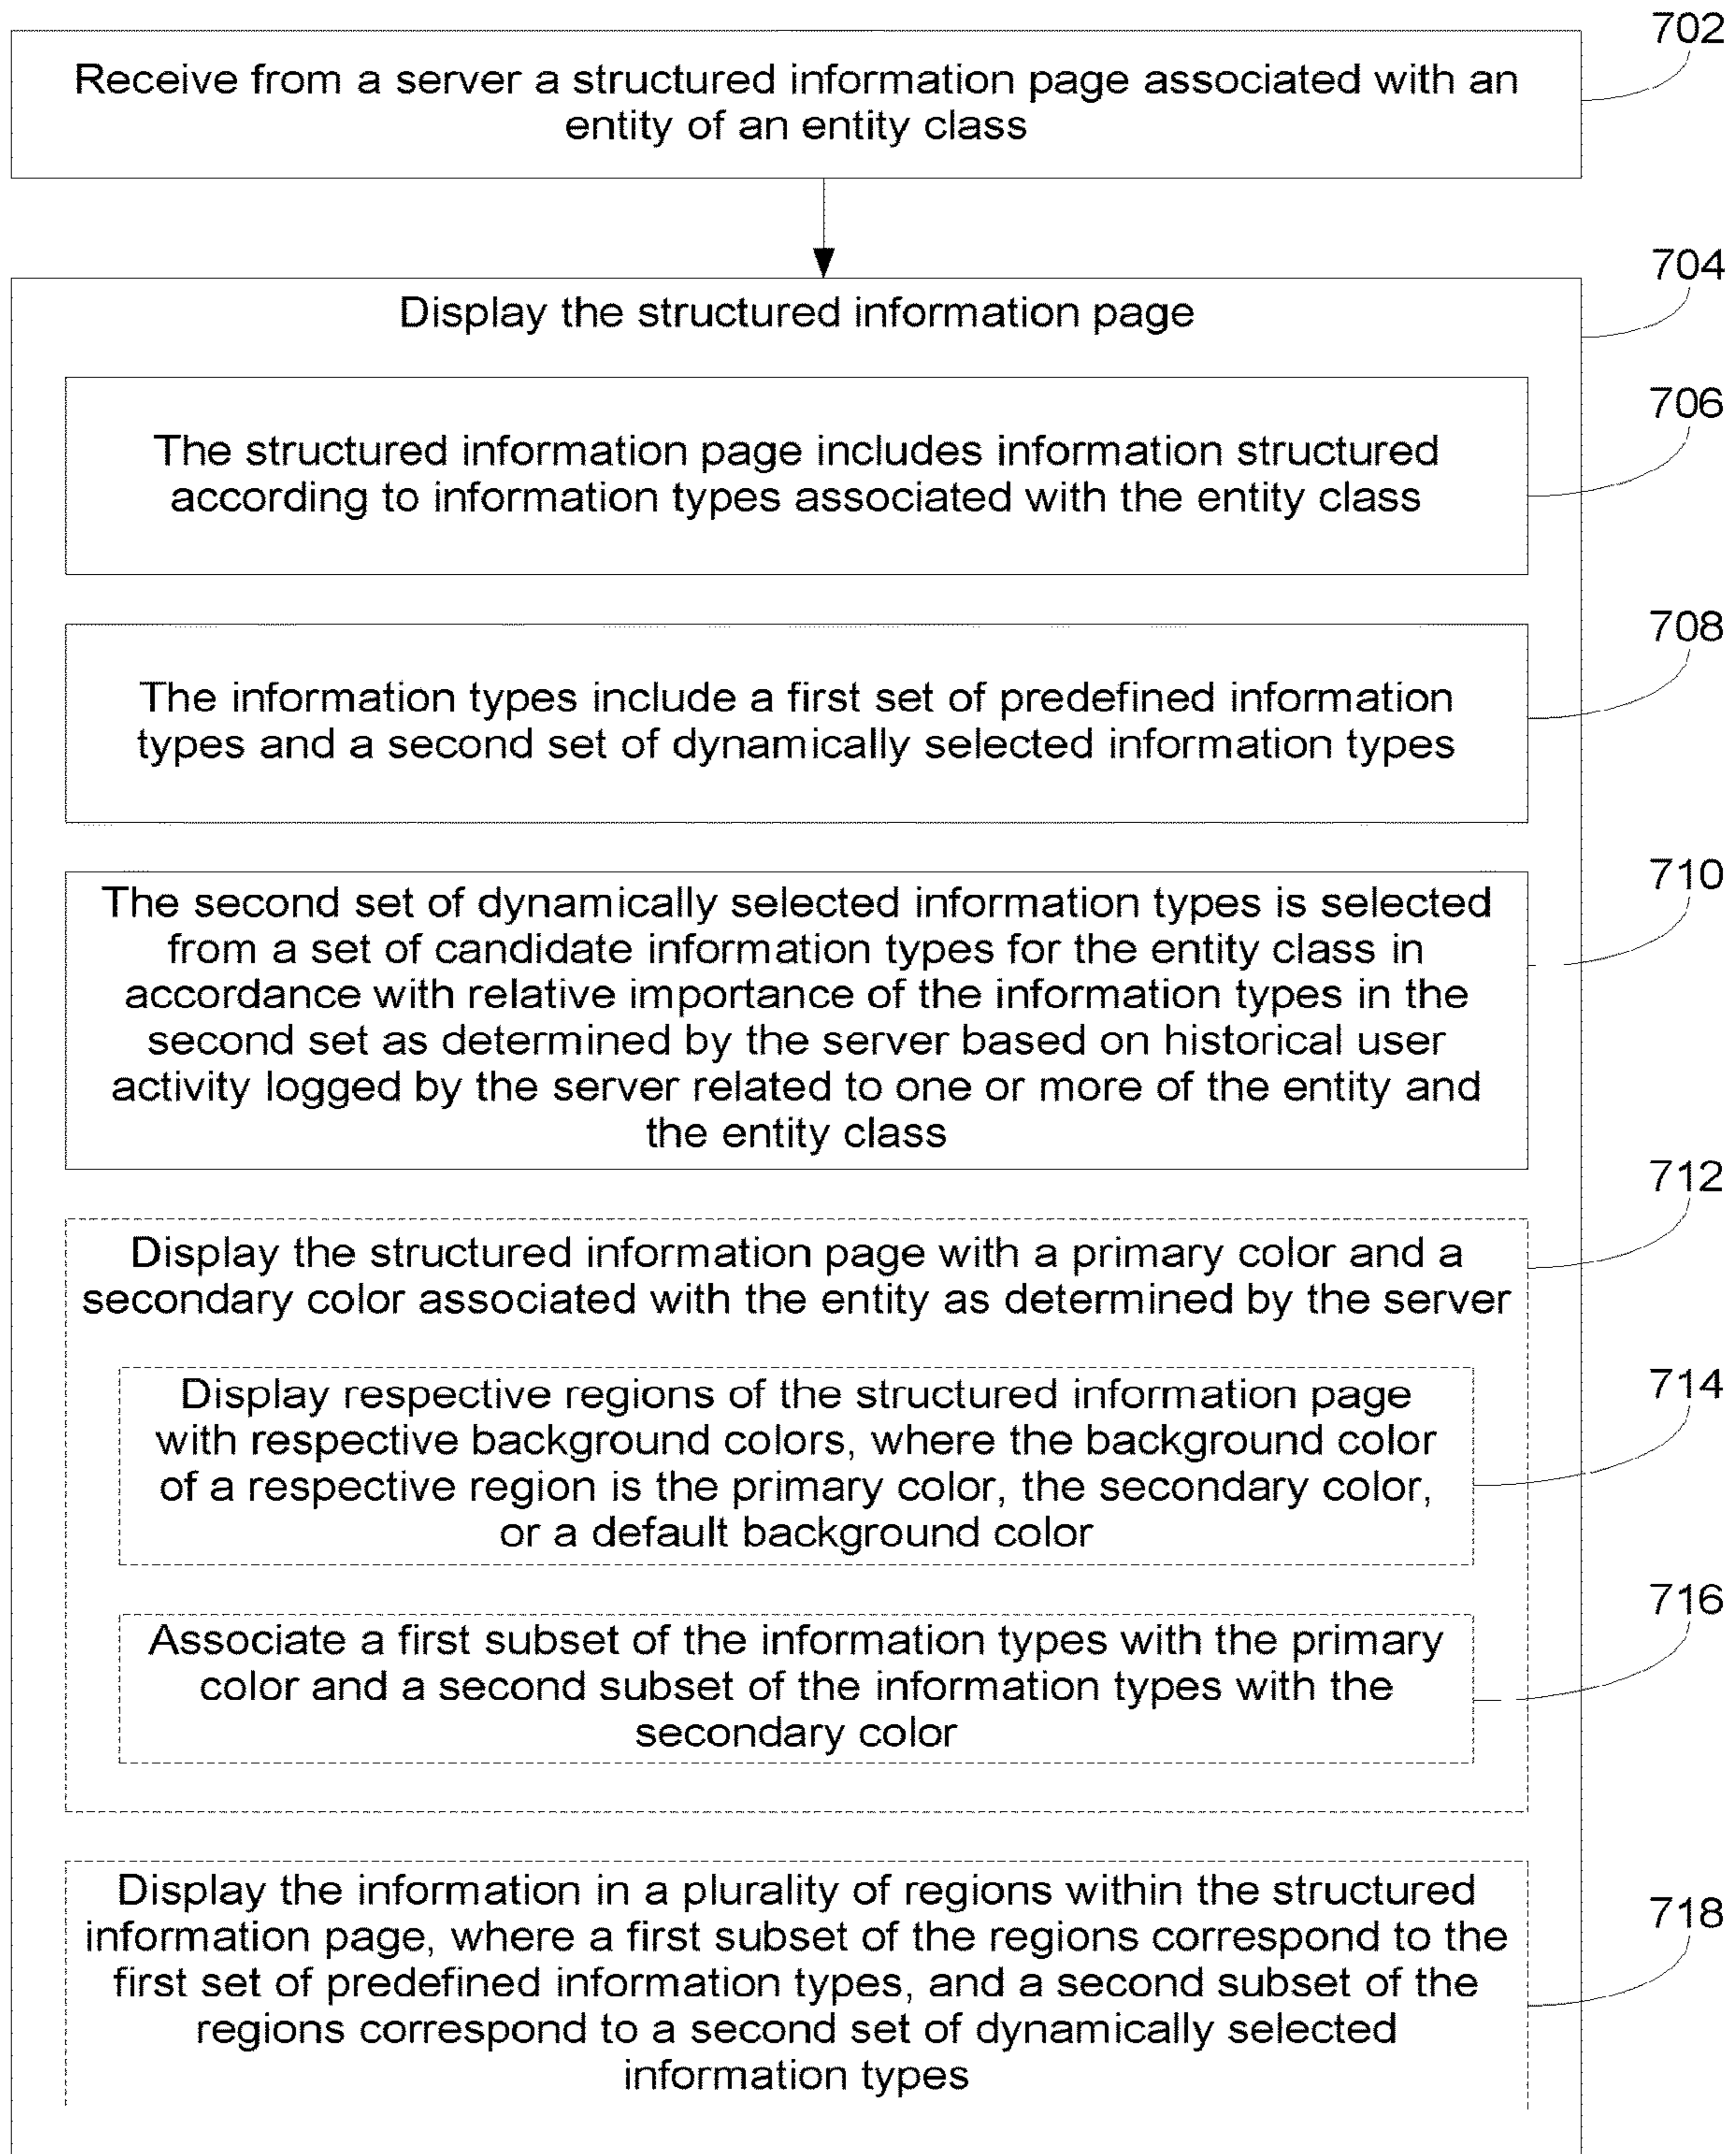 702
Receive from a server a structured information page associated with an
entity of an entity class
704
Display the structured information page
706
The structured information page includes information structured
according to information types associated with the entity class
708
The information types include a first set of predefined information
types and a second set of dynamically selected information types
710
The second set of dynamically selected information types is selected
from a set of candidate information types for the entity class in
accordance with relative importance of the information types in the
second set as determined by the server based on historical user
activity logged by the server related to one or more of the entity and
the entity class
712
Display the structured information page with a primary color and a
secondary color associated with the entity as determined by the server
714
Display respective regions of the structured information page
with respective background colors, where the background color
of a respective region is the primary color, the secondary color,
or a default background color
716
Associate a first subset of the information types with the primary
color and a second subset of the information types with the
secondary color
718
Display the information in a plurality of regions within the structured
information page, where a first subset of the regions correspond to the
first set of predefined information types, and a second subset of the
regions correspond to a second set of dynamically selected
information types